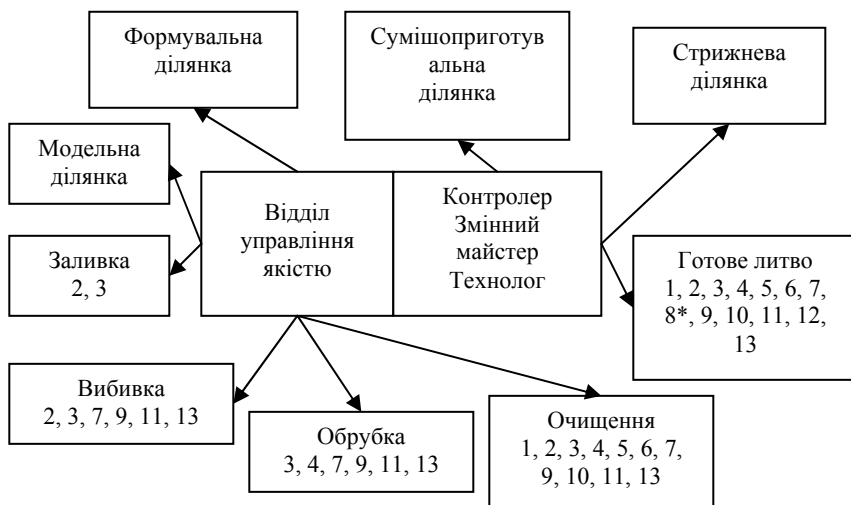 Формувальна
ділянка
Сумішоприготув
альна
ділянка
Стрижнева
ділянка
Модельна
ділянка
Відділ
управління
якістю
Контролер
Змінний
майстер
Технолог
Заливка
2, 3
Готове литво
1, 2, 3, 4, 5, 6, 7,
8*, 9, 10, 11, 12,
13
Вибивка
2, 3, 7, 9, 11, 13
Обрубка
3, 4, 7, 9, 11, 13
Очищення
1, 2, 3, 4, 5, 6, 7,
9, 10, 11, 13